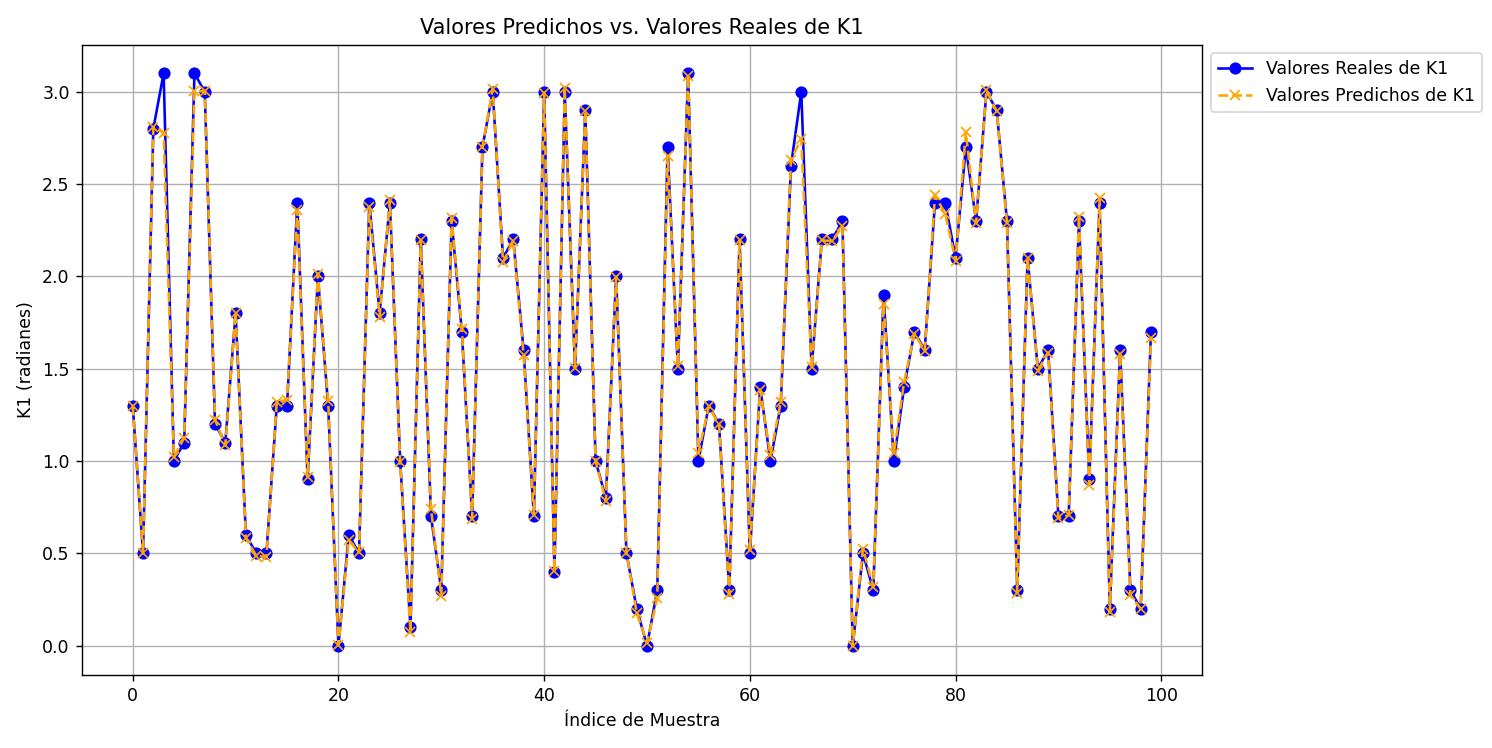 Valores Predichos vs. Valores Reales de K1
Valores Reales de K1
Valores Predichos de K1
K1 (radianes)
3.0
2.5
2.0
1.5
1.0
0.5
0.0
0 20 40 60 80 100
Índice de Muestra